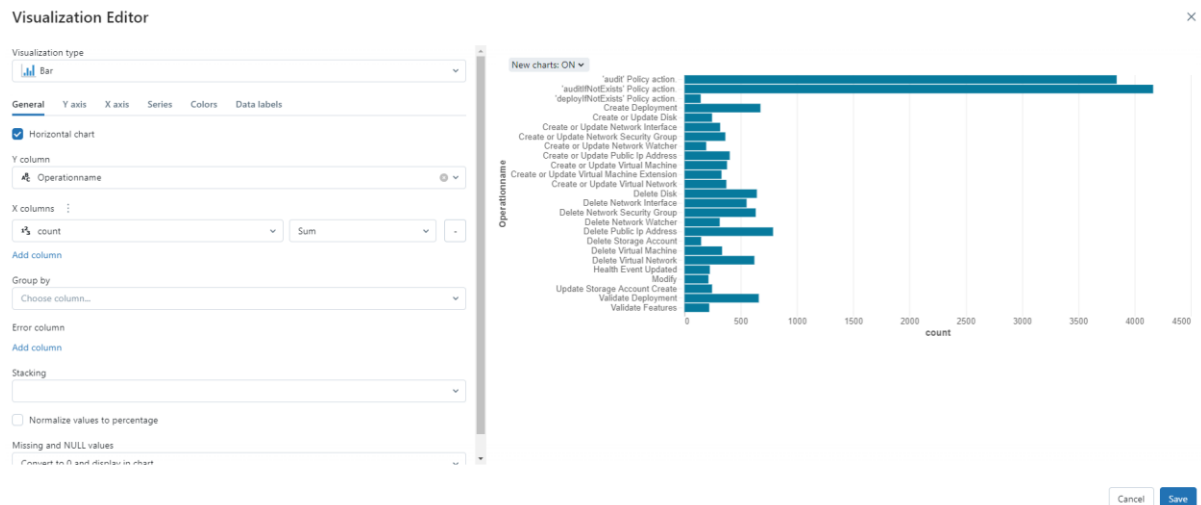 Visualization Editor
Visualization type
Bar
General Y axis X axis Series Colors Data labels
Horizontal chart
Y column
Operationname
X columns
count Sum -
Add column
Group by
Choose column...
Error column
Add column
Stacking
Normalize values to percentage
Missing and NULL values
Convert to 0 and display in chart
New charts: ON
Operationname
'audit' Policy action.
'auditIfNotExists' Policy action.
'deployIfNotExists' Policy action.
Create Deployment
Create or Update Disk
Create or Update Network Interface
Create or Update Network Security Group
Create or Update Network Watcher
Create or Update Public Ip Address
Create or Update Virtual Machine
Create or Update Virtual Machine Extension
Create or Update Virtual Network
Delete Disk
Delete Network Interface
Delete Network Security Group
Delete Network Watcher
Delete Public Ip Address
Delete Storage Account
Delete Virtual Machine
Delete Virtual Network
Health Event Updated
Modify
Update Storage Account Create
Validate Deployment
Validate Features
0 500 1000 1500 2000 2500 3000 3500 4000 4500
count
Cancel Save